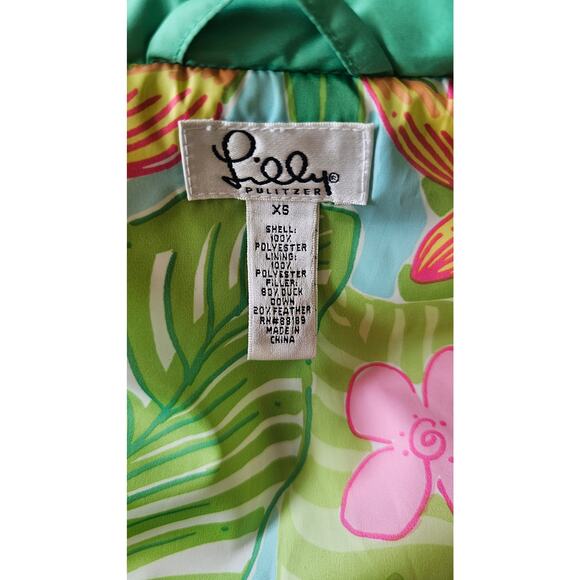 Lilly®
PULITZER
XS
SHELL:
100%
POLYESTER
LINING:
100%
POLYESTER
FILLER:
80% DUCK
DOWN
20% FEATHER
RN#89189
MADE IN
CHINA